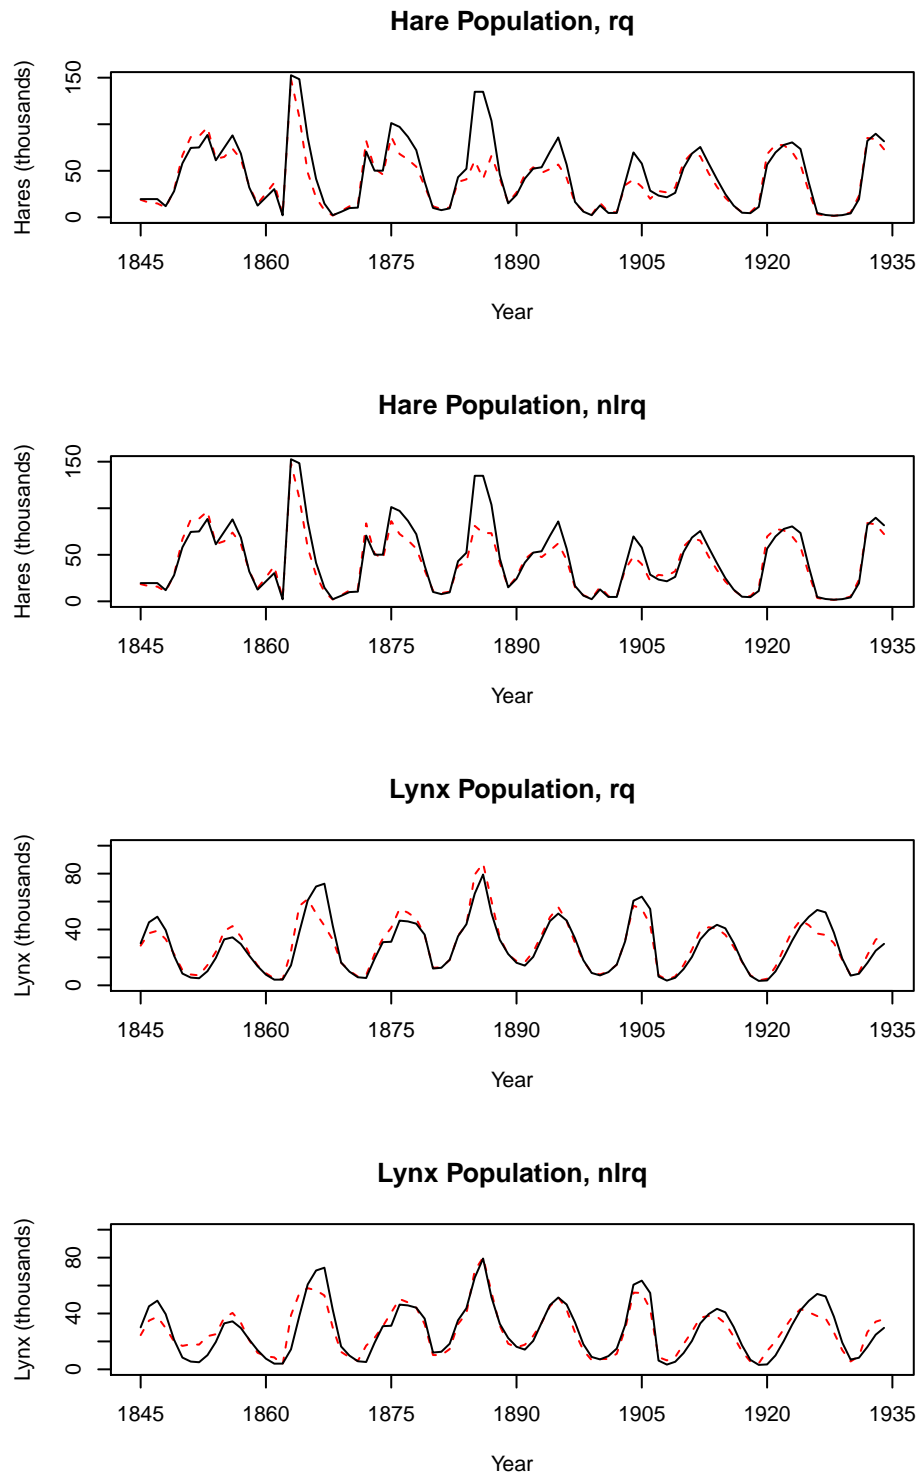 Hare Population, rq
Hares (thousands)
150
50
0
1845 1860 1875 1890 1905 1920 1935
Year
Hare Population, nlrq
Hares (thousands)
150
50
0
1845 1860 1875 1890 1905 1920 1935
Year
Lynx Population, rq
Lynx (thousands)
80
40
0
1845 1860 1875 1890 1905 1920 1935
Year
Lynx Population, nlrq
Lynx (thousands)
80
40
0
1845 1860 1875 1890 1905 1920 1935
Year